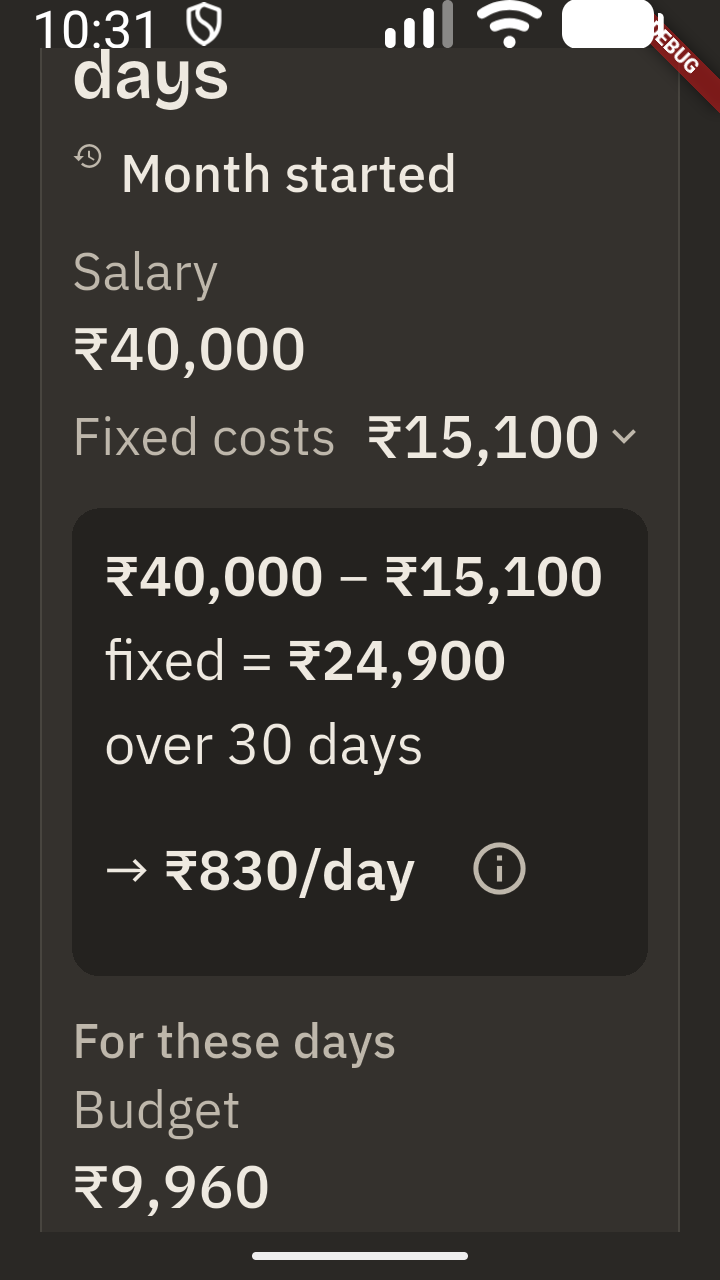 10:31
DEBUG
days
Month started
Salary
₹40,000
Fixed costs ₹15,100
₹40,000 – ₹15,100
fixed = ₹24,900
over 30 days
→ ₹830/day
For these days
Budget
₹9,960